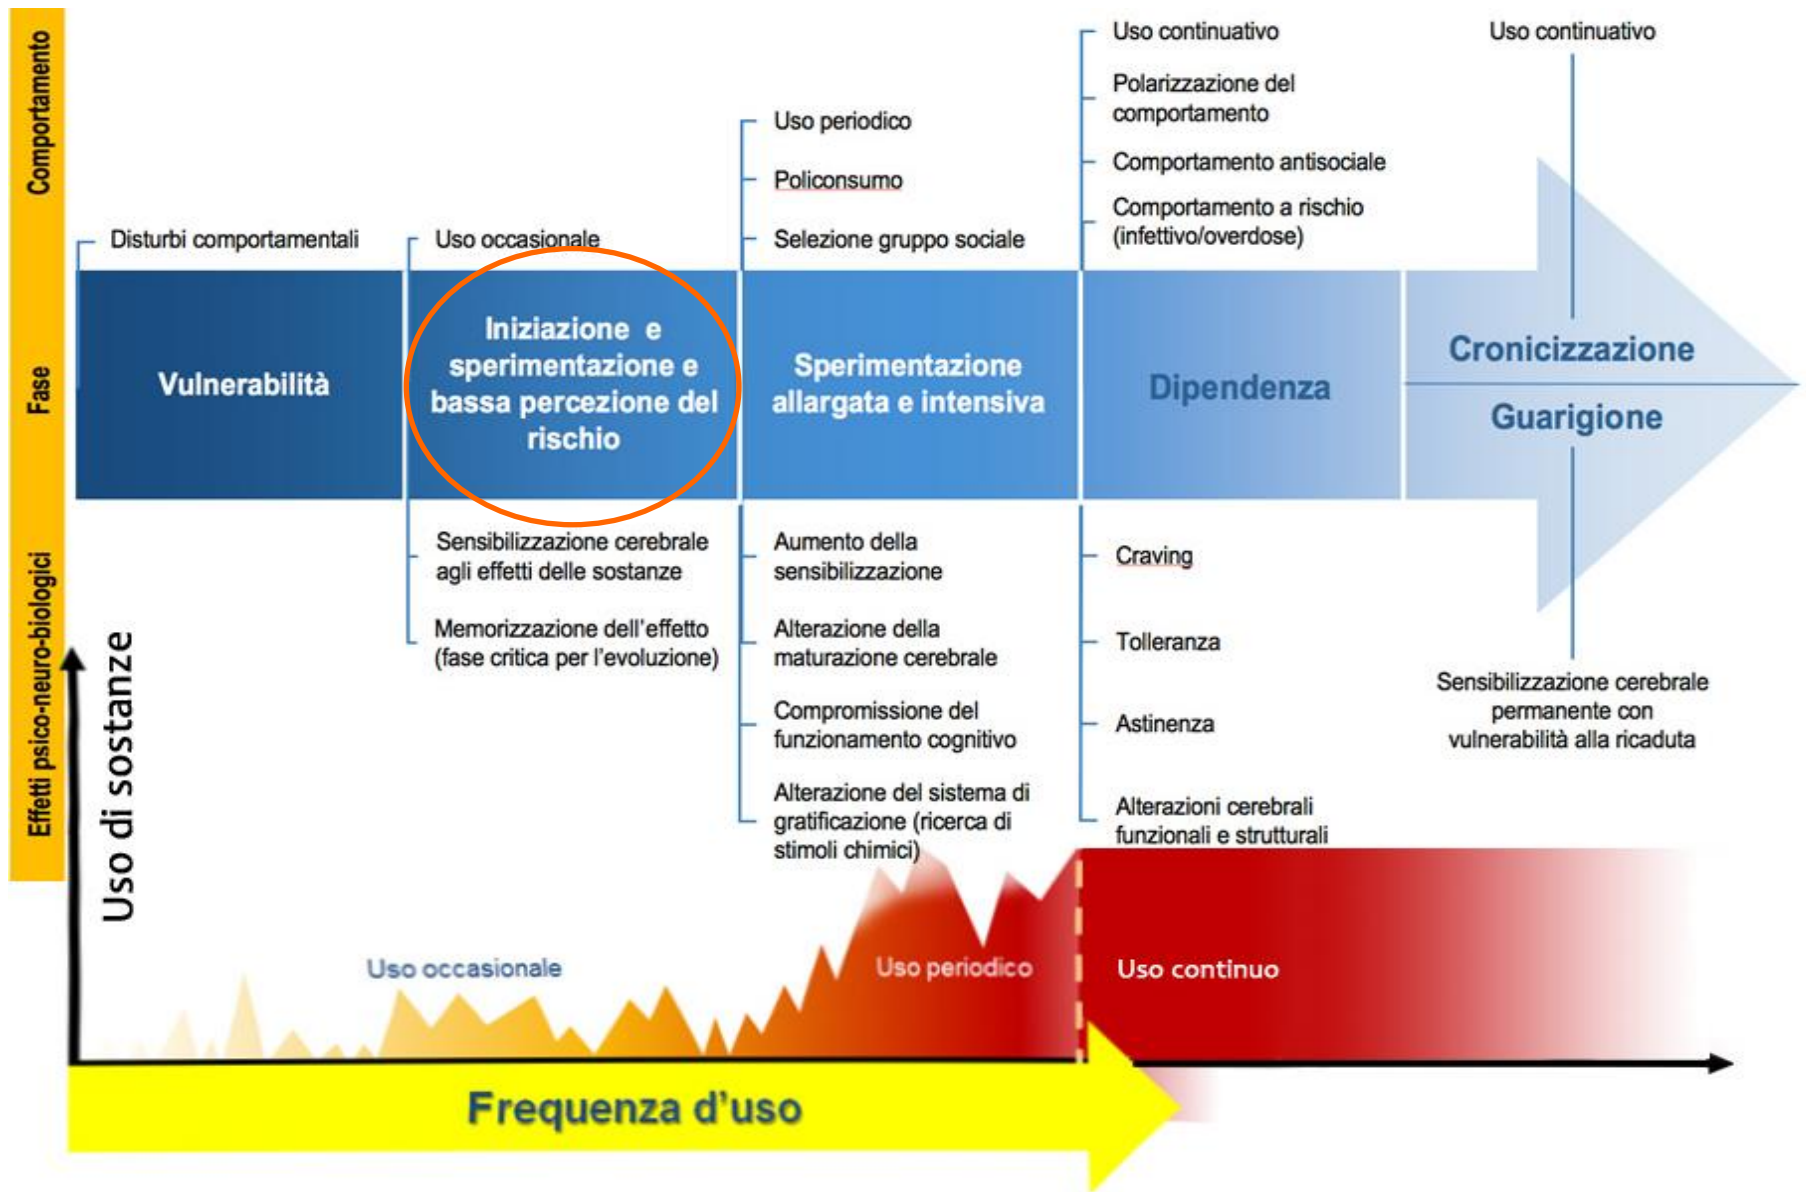 Comportamento
Fase
Effetti psico-neuro-biologici
Disturbi comportamentali
Uso occasionale
Uso periodico
Policonsumo
Selezione gruppo sociale
Uso continuativo
Polarizzazione del
comportamento
Comportamento antisociale
Comportamento a rischio
(infettivo/overdose)
Uso continuativo
Vulnerabilità
Iniziazione e
sperimentazione e
bassa percezione del
rischio
Sperimentazione
allargata e intensiva
Dipendenza
Cronicizzazione
Guarigione
Sensibilizzazione cerebrale
agli effetti delle sostanze
Memorizzazione dell'effetto
(fase critica per l'evoluzione)
Aumento della
sensibilizzazione
Alterazione della
maturazione cerebrale
Compromissione del
funzionamento cognitivo
Alterazione del sistema di
gratificazione (ricerca di
stimoli chimici)
Craving
Tolleranza
Astinenza
Alterazioni cerebrali
funzionali e strutturali
Sensibilizzazione cerebrale
permanente con
vulnerabilità alla ricaduta
Uso di sostanze
Uso occasionale
Uso periodico
Uso continuo
Frequenza d'uso